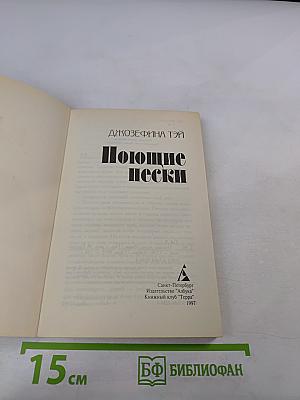 ДЖОЗЕФИНА ТЭЙ
Поющие
пески
Санкт-Петербург
Издательство "Азбука"
Книжный клуб "Терра"
1997
15 см
БФ БИБЛИОФАН